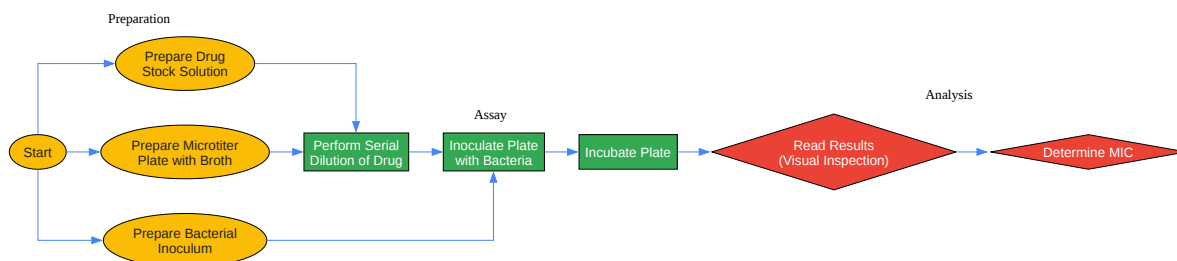 Preparation
Prepare Drug
Stock Solution
Assay
Analysis
Start
Prepare Microtiter
Plate with Broth
Perform Serial
Dilution of Drug
Inoculate Plate
with Bacteria
Incubate Plate
Read Results
(Visual Inspection)
Determine MIC
Prepare Bacterial
Inoculum